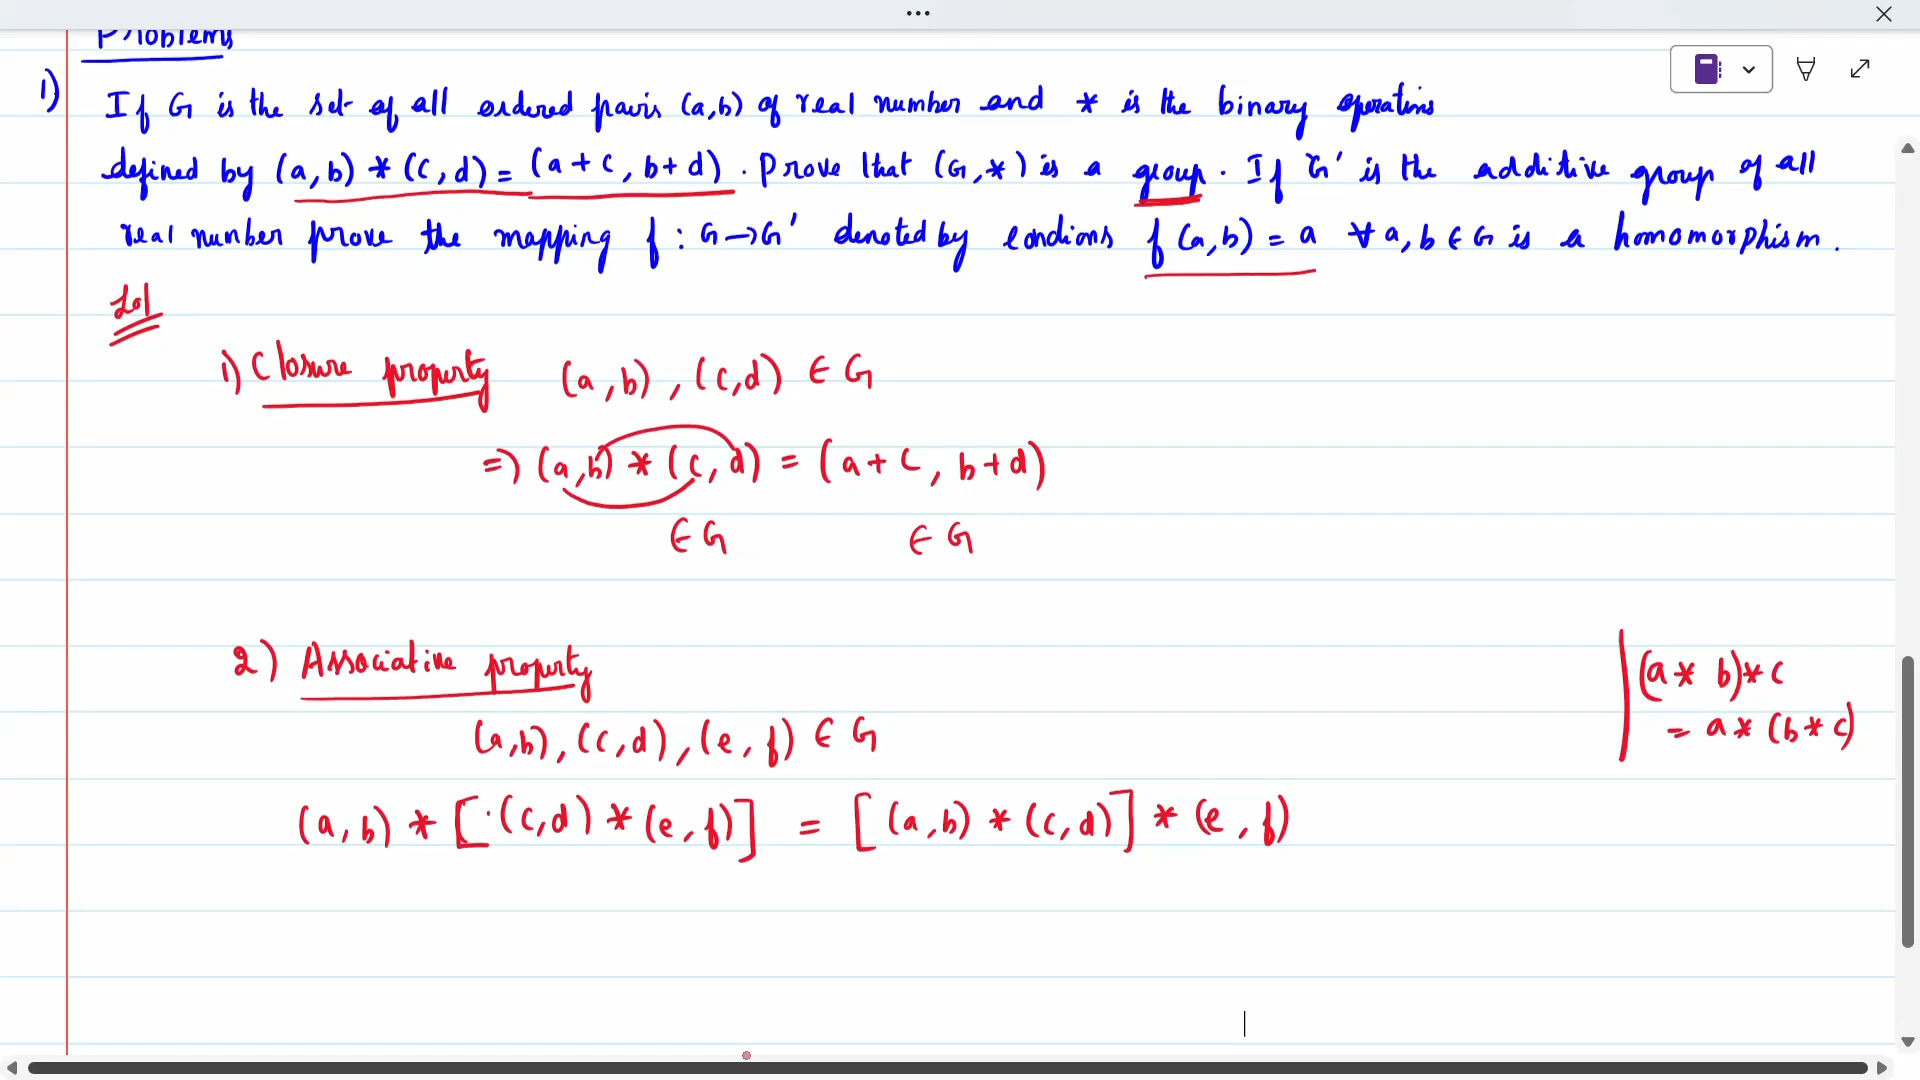 Problems
1) If G is the set of all ordered pairs (a,b) of real number and * is the binary operations
defined by (a,b) * (c,d) = (a+c, b+d). Prove that (G,*) is a group. If G' is the additive group of all
real number prove the mapping f : G→G' denoted by condions f(a,b) = a ∀ a,b ∈ G is a homomorphism.
Sol
i) Closure property (a,b), (c,d) ∈ G
=> (a,b) * (c,d) = (a+c, b+d)
∈ G ∈ G
2) Associative property
(a,b), (c,d), (e,f) ∈ G
(a,b) * [(c,d) * (e,f)] = [(a,b) * (c,d)] * (e,f)
(a * b) * c
= a * (b * c)